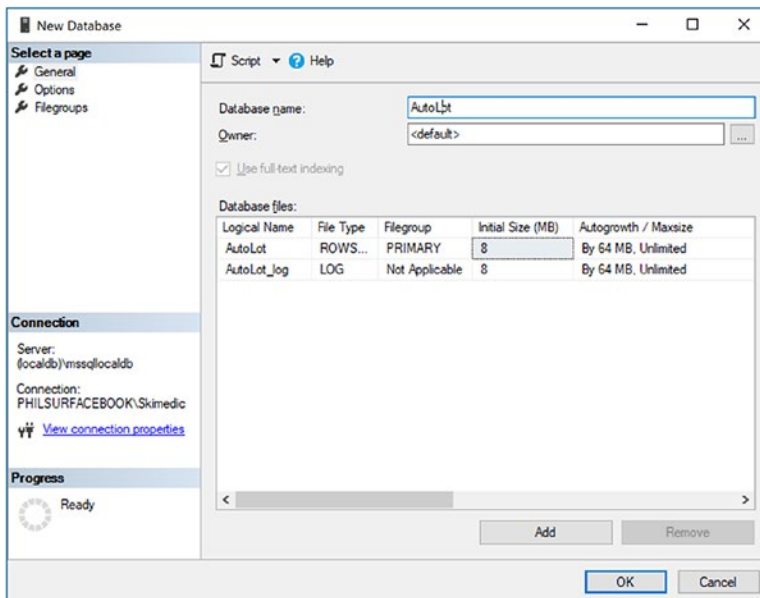 New Database
Select a page
General
Options
Filegroups
Script
Help
Database name:
AutoLot
Owner:
<default>
...
Use full-text indexing
Database files:
Logical Name File Type Filegroup Initial Size (MB) Autogrowth / Maxsize
AutoLot ROWS... PRIMARY 8 By 64 MB, Unlimited
AutoLot_log LOG Not Applicable 8 By 64 MB, Unlimited
Connection
Server:
(localdb)\mssqllocaldb
Connection:
PHILSURFACEBOOK\Skimedic
View connection properties
Progress
Ready
Add Remove
OK Cancel